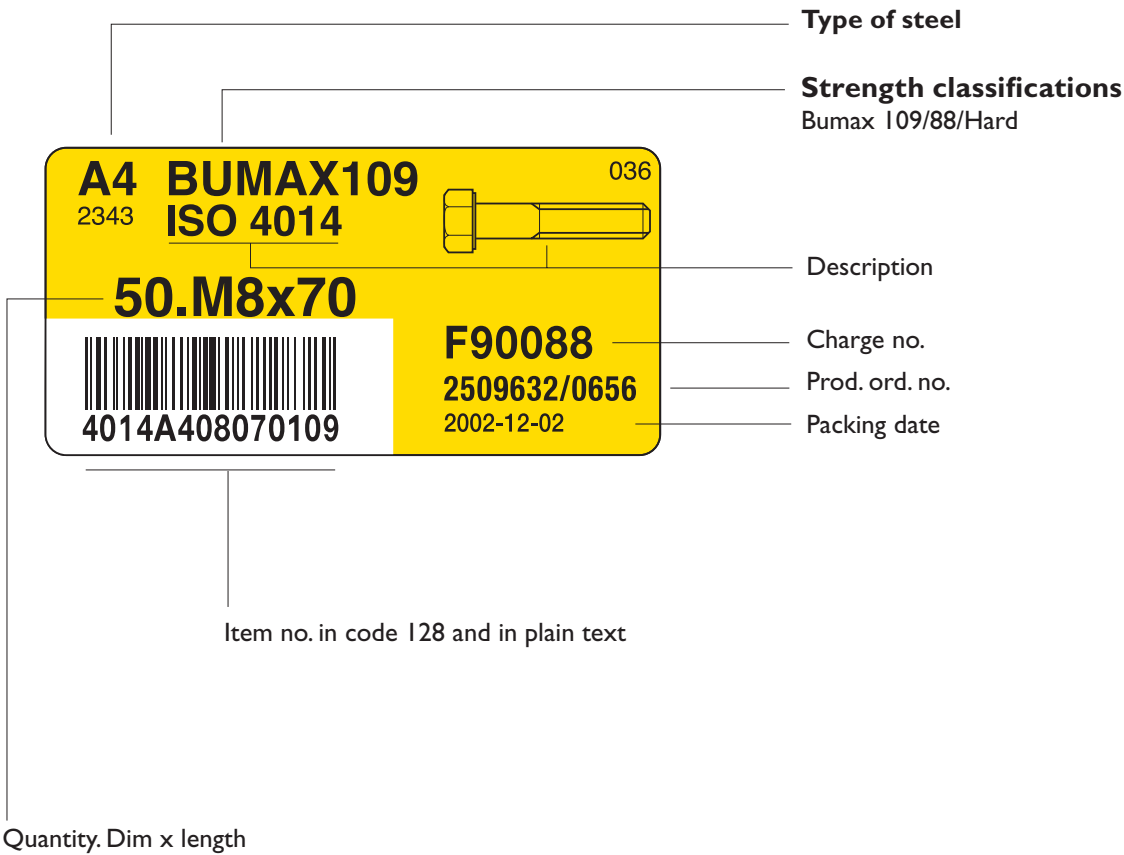 Type of steel
Strength classifications
Bumax 109/88/Hard
A4 BUMAX109
036
2343 ISO 4014
Description
50.M8x70
F90088
Charge no.
2509632/0656
Prod. ord. no.
4014A408070109
2002-12-02
Packing date
Item no. in code 128 and in plain text
Quantity. Dim x length